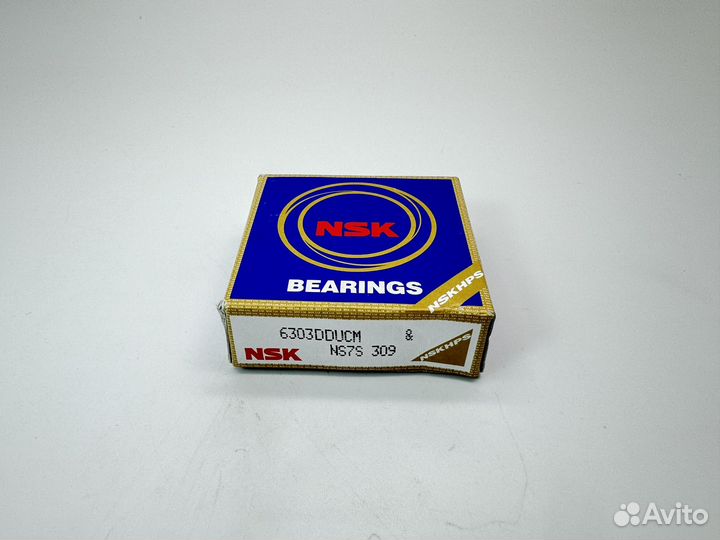 NSK
BEARINGS
NSKHPS
6303DDUCM &
NSK NS7S 309
NSKHPS
Avito